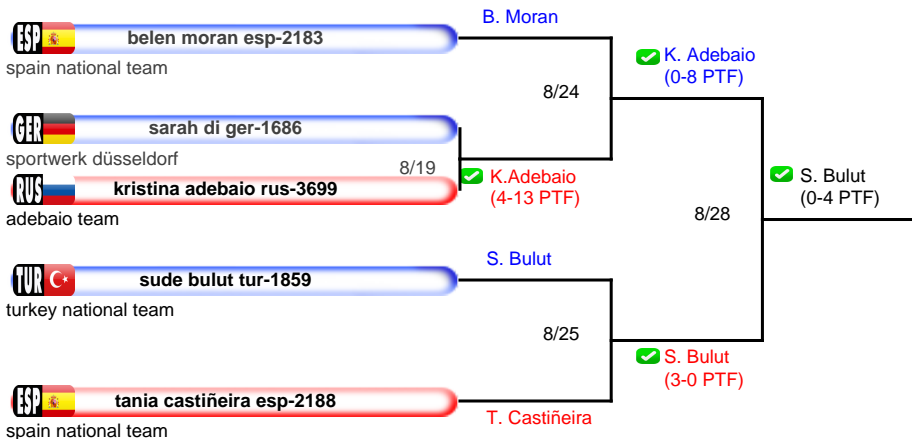 B. Moran
ESP belen moran esp-2183
spain national team
K. Adebaio
(0-8 PTF)
8/24
GER sarah di ger-1686
sportwerk düsseldorf
8/19
RUS kristina adebaio rus-3699
adebaio team
K.Adebaio
(4-13 PTF)
S. Bulut
(0-4 PTF)
8/28
S. Bulut
TUR sude bulut tur-1859
turkey national team
8/25
S. Bulut
(3-0 PTF)
ESP tania castiñeira esp-2188
spain national team
T. Castiñeira